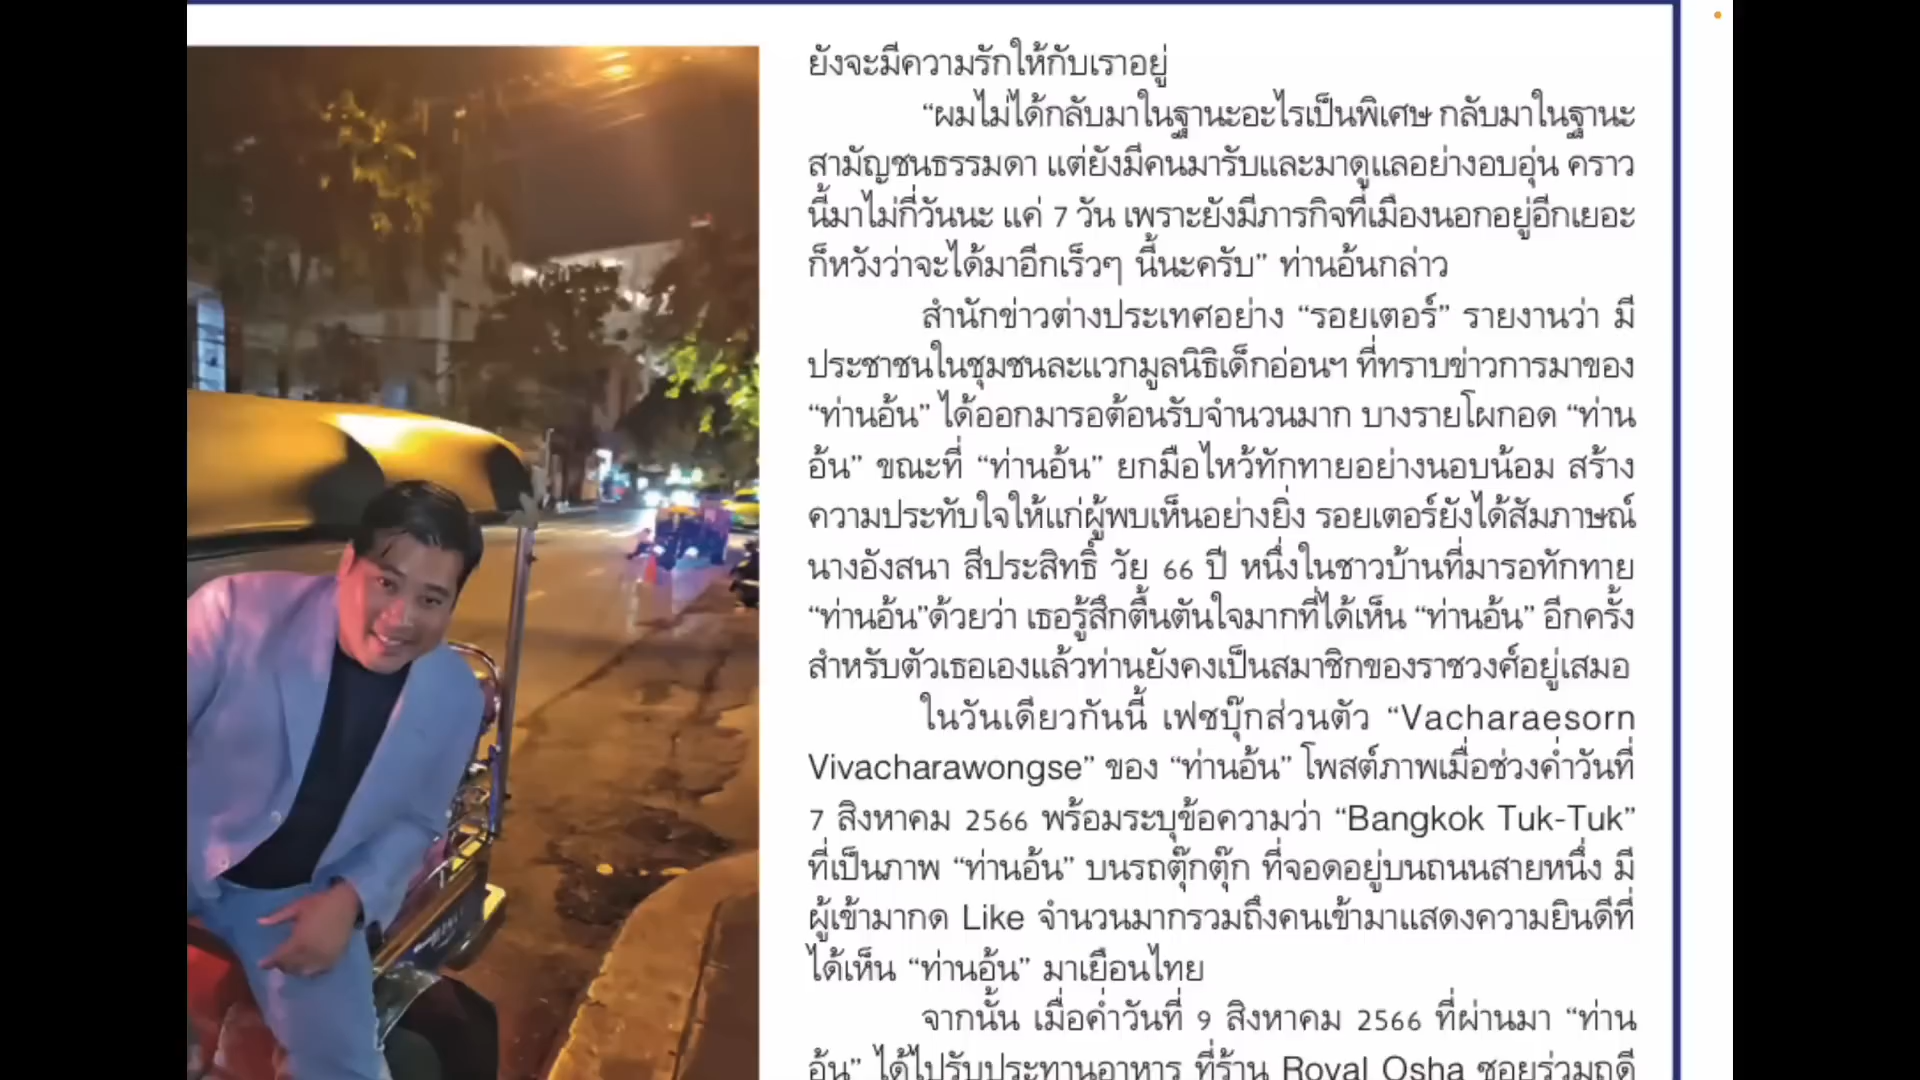 ยังจะมีความรักให้กับเราอยู่
“ผมไม่ได้กลับมาในฐานะอะไรเป็นพิเศษ กลับมาในฐานะ
สามัญชนธรรมดา แต่ยังมีคนมารับและมาดูแลอย่างอบอุ่น คราว
นี้มาไม่กี่วันนะ แค่ 7 วัน เพราะยังมีภารกิจที่เมืองนอกอยู่อีกเยอะ
ก็หวังว่าจะได้มาอีกเร็วๆ นี้นะครับ” ท่านอ้นกล่าว
สำนักข่าวต่างประเทศอย่าง “รอยเตอร์” รายงานว่า มี
ประชาชนในชุมชนละแวกมูลนิธิเด็กอ่อนฯ ที่ทราบข่าวการมาของ
“ท่านอ้น” ได้ออกมารอต้อนรับจำนวนมาก บางรายโผกอด “ท่าน
อ้น” ขณะที่ “ท่านอ้น” ยกมือไหว้ทักทายอย่างนอบน้อม สร้าง
ความประทับใจให้แก่ผู้พบเห็นอย่างยิ่ง รอยเตอร์ยังได้สัมภาษณ์
นางอังสนา สีประสิทธิ์ วัย 66 ปี หนึ่งในชาวบ้านที่มารอทักทาย
“ท่านอ้น”ด้วยว่า เธอรู้สึกตื้นตันใจมากที่ได้เห็น “ท่านอ้น” อีกครั้ง
สำหรับตัวเธอเองแล้วท่านยังคงเป็นสมาชิกของราชวงศ์อยู่เสมอ
ในวันเดียวกันนี้ เฟซบุ๊กส่วนตัว “Vacharaesorn
Vivacharawongse” ของ “ท่านอ้น” โพสต์ภาพเมื่อช่วงค่ำวันที่
7 สิงหาคม 2566 พร้อมระบุข้อความว่า “Bangkok Tuk-Tuk”
ที่เป็นภาพ “ท่านอ้น” บนรถตุ๊กตุ๊ก ที่จอดอยู่บนถนนสายหนึ่ง มี
ผู้เข้ามากด Like จำนวนมากรวมถึงคนเข้ามาแสดงความยินดีที่
ได้เห็น “ท่านอ้น” มาเยือนไทย
จากนั้น เมื่อค่ำวันที่ 9 สิงหาคม 2566 ที่ผ่านมา “ท่าน
อ้น” ได้ไปรับประทานอาหาร ที่ร้าน Royal Osha ซอยร่วมฤดี